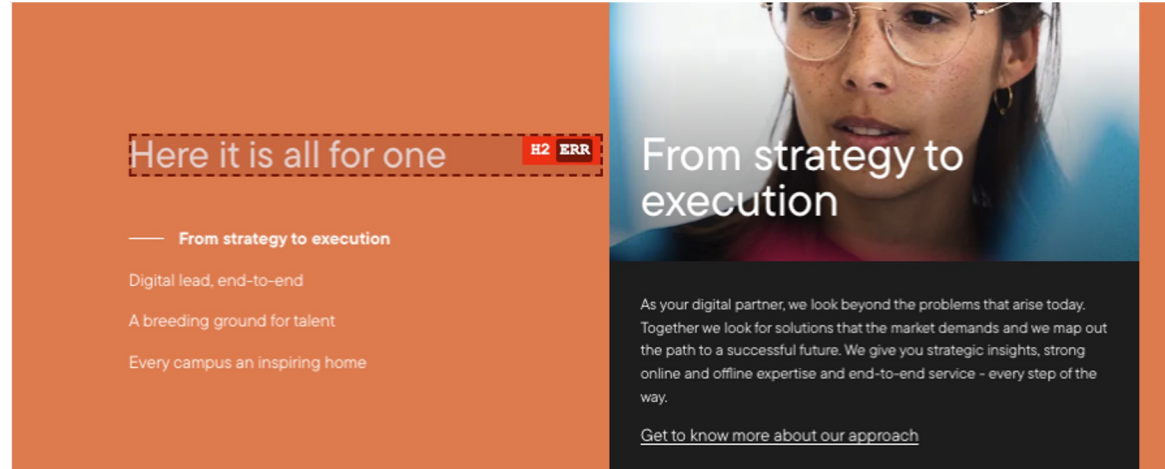 Here it is all for one
H2 ERR
From strategy to execution
Digital lead, end-to-end
A breeding ground for talent
Every campus an inspiring home
From strategy to
execution
As your digital partner, we look beyond the problems that arise today.
Together we look for solutions that the market demands and we map out
the path to a successful future. We give you strategic insights, strong
online and offline expertise and end-to-end service - every step of the
way.
Get to know more about our approach